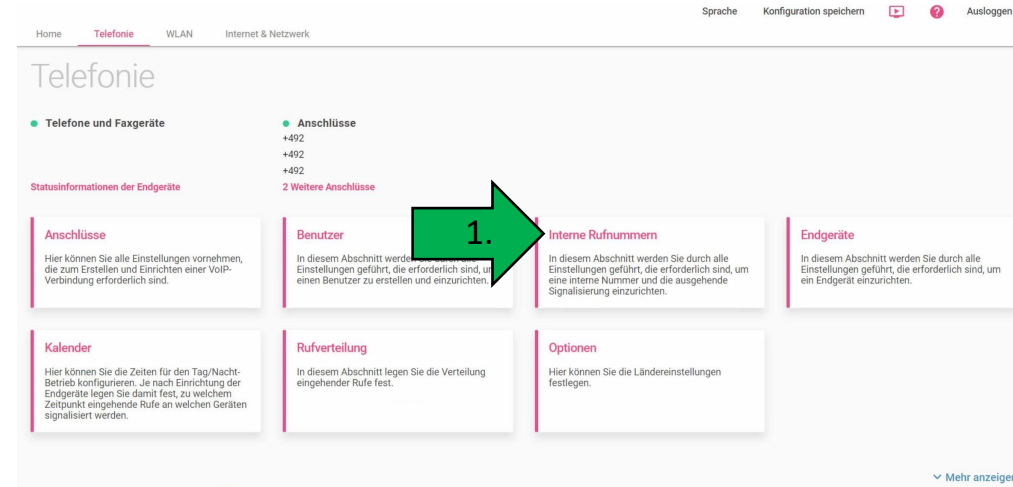 Sprache Konfiguration speichern ? Ausloggen
Home Telefonie WLAN Internet & Netzwerk
Telefonie
Telefone und Faxgeräte
Statusinformationen der Endgeräte
Anschlüsse
+492
+492
+492
2 Weitere Anschlüsse
1.
Anschlüsse
Hier können Sie alle Einstellungen vornehmen,
die zum Erstellen und Einrichten einer VoIP-
Verbindung erforderlich sind.
Benutzer
In diesem Abschnitt werden Sie durch alle
Einstellungen geführt, die erforderlich sind, um
einen Benutzer zu erstellen und einzurichten.
Interne Rufnummern
In diesem Abschnitt werden Sie durch alle
Einstellungen geführt, die erforderlich sind, um
eine interne Nummer und die ausgehende
Signalisierung einzurichten.
Endgeräte
In diesem Abschnitt werden Sie durch alle
Einstellungen geführt, die erforderlich sind, um
ein Endgerät einzurichten.
Kalender
Hier können Sie die Zeiten für den Tag/Nacht-
Betrieb konfigurieren. Je nach Einrichtung der
Endgeräte legen Sie damit fest, zu welchem
Zeitpunkt eingehende Rufe an welchen Geräten
signalisiert werden.
Rufverteilung
In diesem Abschnitt legen Sie die Verteilung
eingehender Rufe fest.
Optionen
Hier können Sie die Ländereinstellungen
festlegen.
Mehr anzeigen